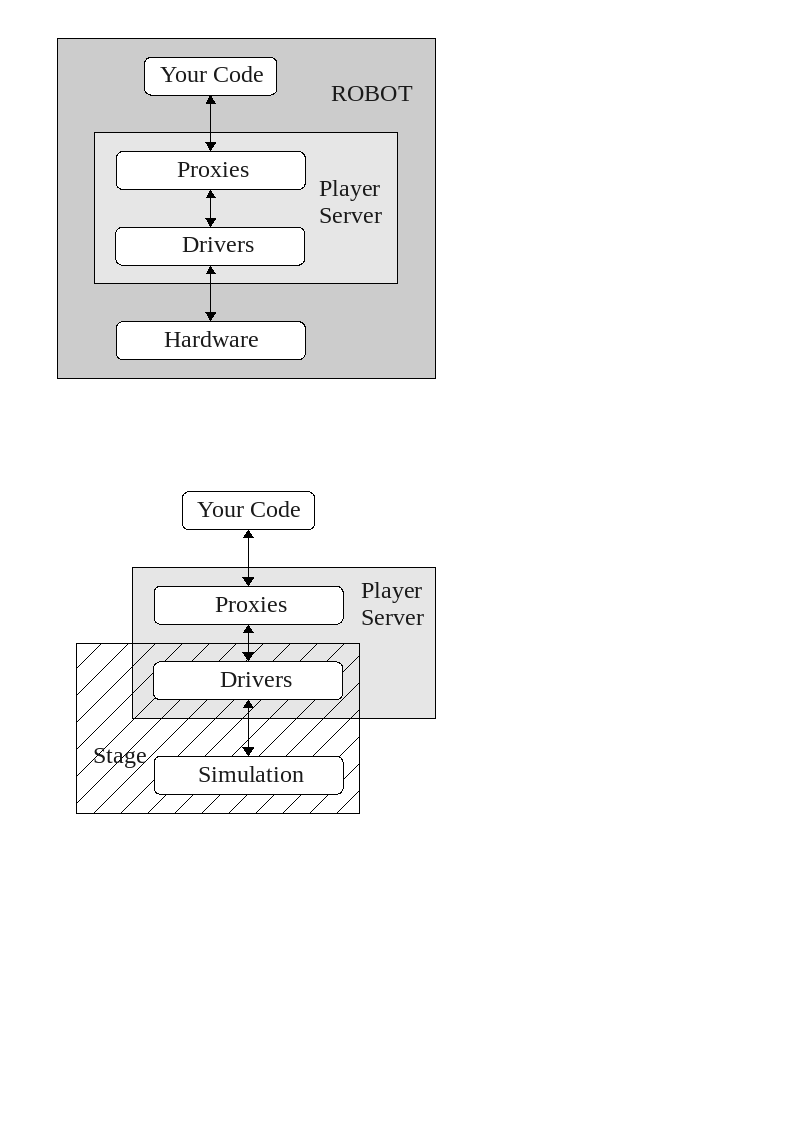 Your Code
ROBOT
Proxies
Player
Server
Drivers
Hardware
Your Code
Player
Server
Proxies
Drivers
Stage
Simulation